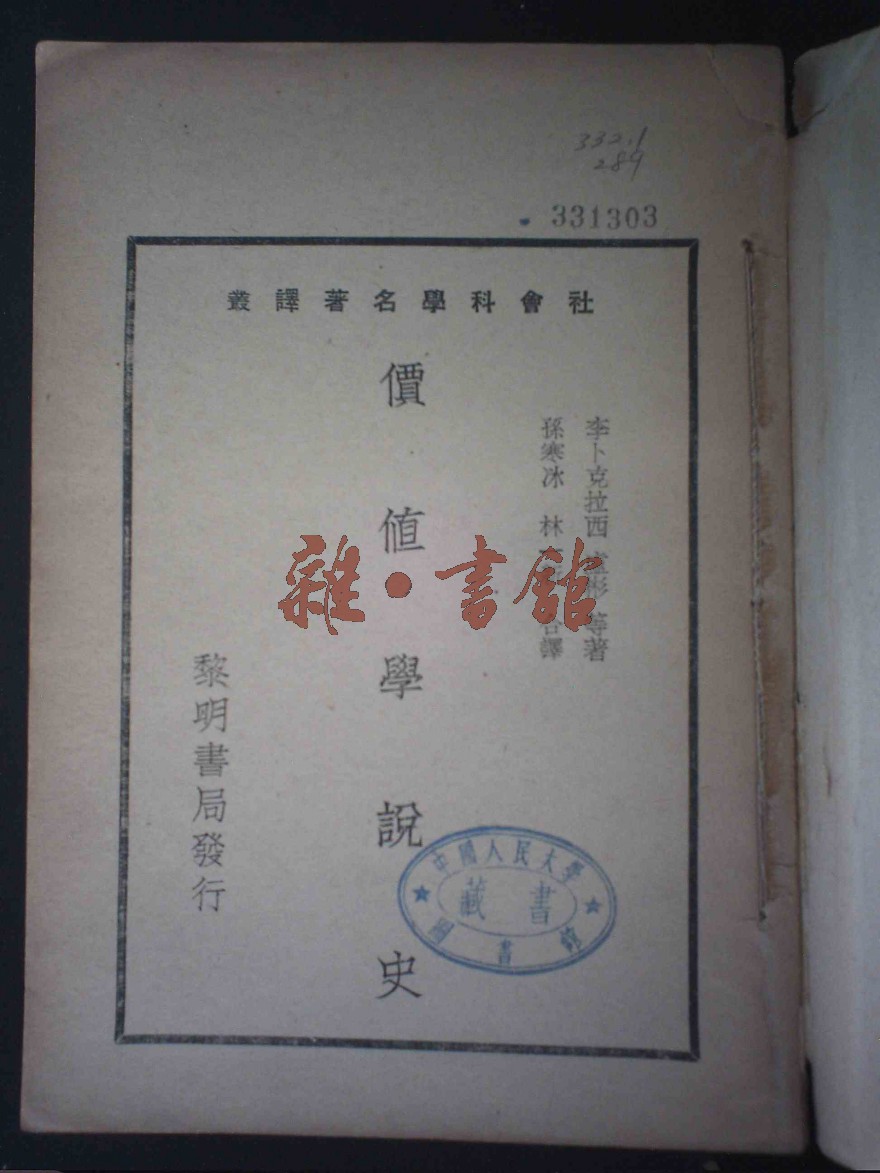 332.1
289
331303
社會科學名著譯叢
李卜克拉西 彬 等著
孫寒冰 林 譯
價值學說史
黎明書局發行
雜·書館
中國人民大學
藏書
圖書館